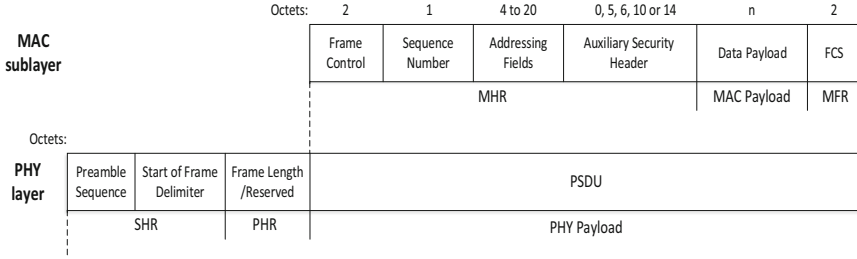 Octets: 2 1 4 to 20 0, 5, 6, 10 or 14 n 2
MAC sublayer
Frame Control
Sequence Number
Addressing Fields
Auxiliary Security Header
Data Payload
FCS
MHR
MAC Payload
MFR
Octets:
PHY layer
Preamble Sequence
Start of Frame Delimiter
Frame Length /Reserved
PSDU
SHR
PHR
PHY Payload